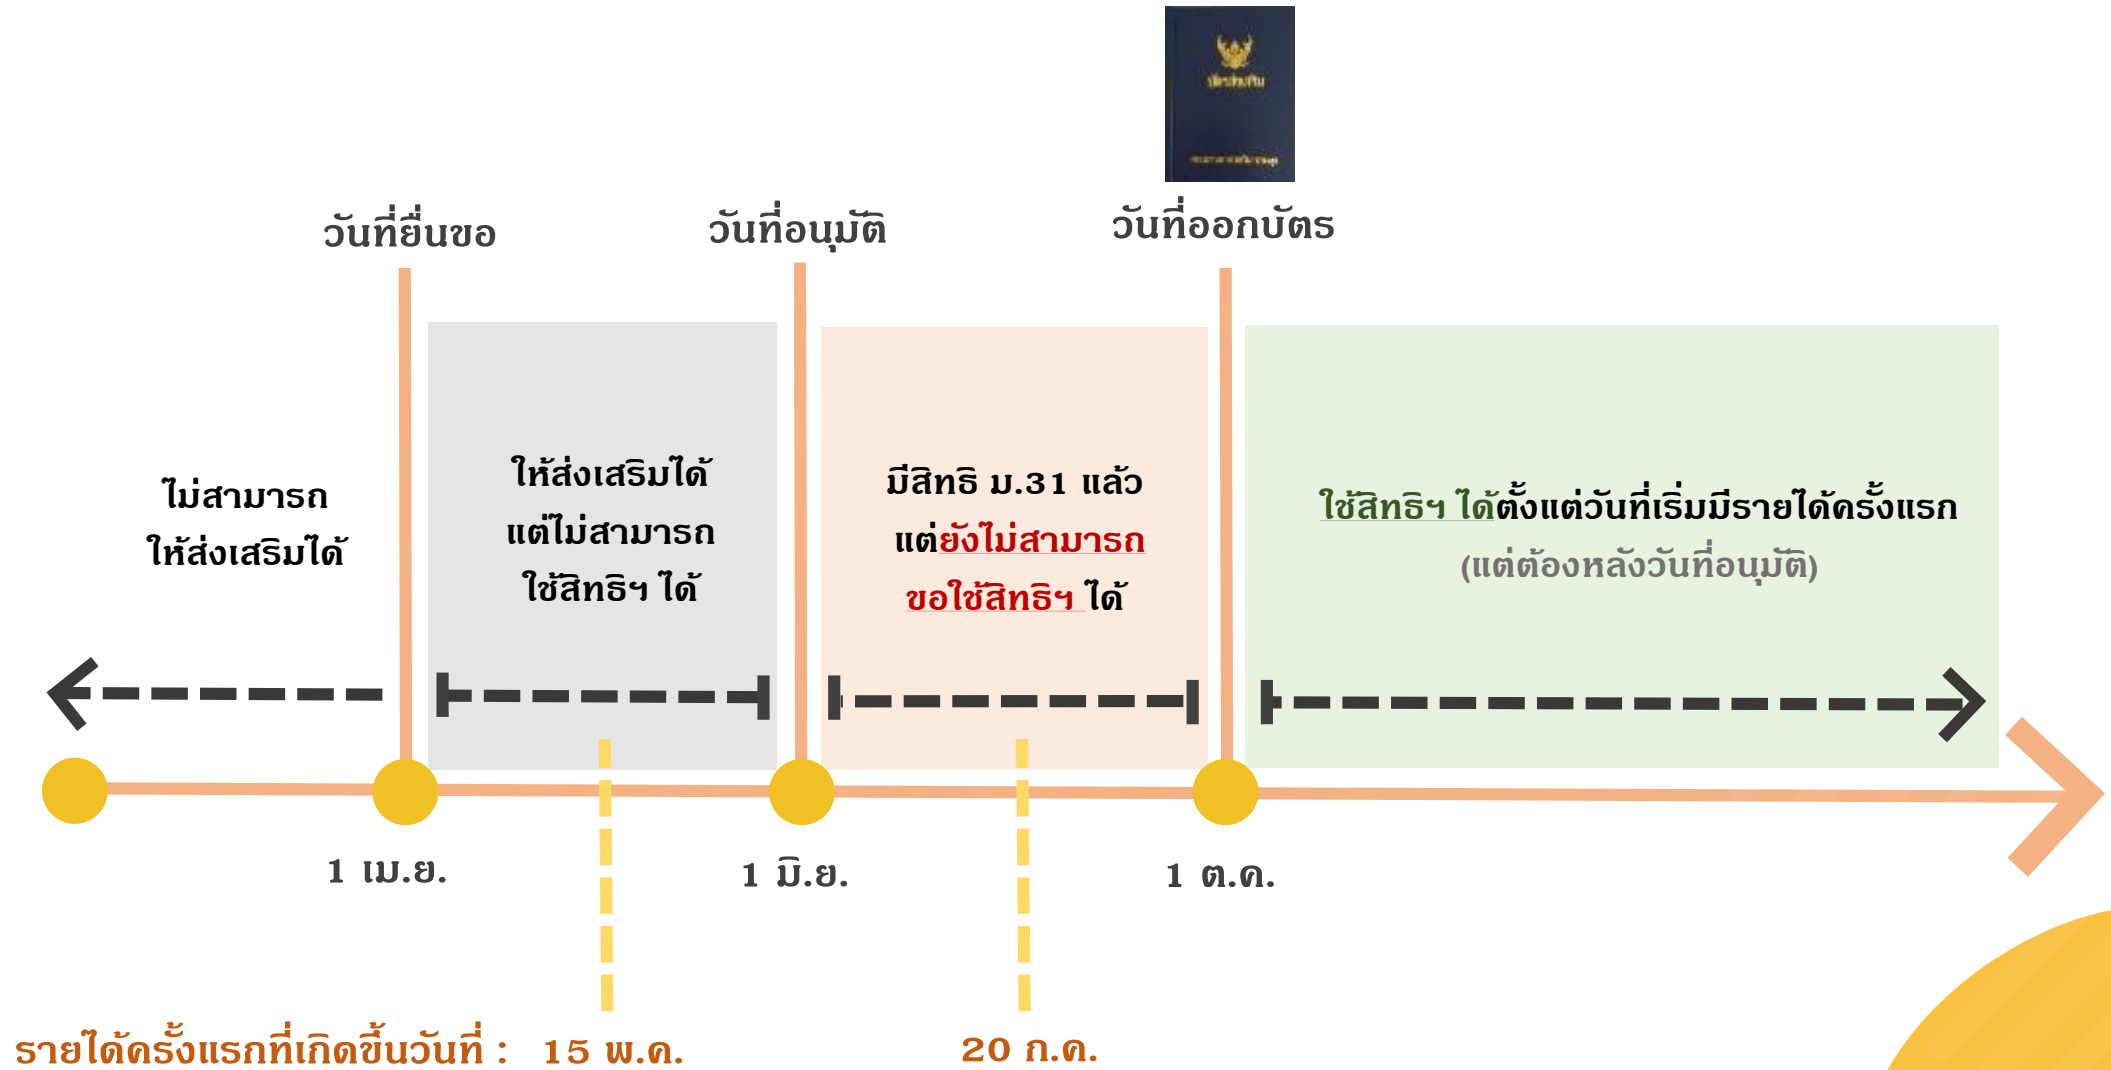 บัตรส่งเสริม
วันที่ยื่นขอ
วันที่อนุมัติ
วันที่ออกบัตร
ไม่สามารถ
ให้ส่งเสริมได้
ให้ส่งเสริมได้
แต่ไม่สามารถ
ใช้สิทธิฯ ได้
มีสิทธิ ม.31 แล้ว
แต่ยังไม่สามารถ
ขอใช้สิทธิฯ ได้
ใช้สิทธิฯ ได้ตั้งแต่วันที่เริ่มมีรายได้ครั้งแรก
(แต่ต้องหลังวันที่อนุมัติ)
1 เม.ย.
1 มิ.ย.
1 ต.ค.
รายได้ครั้งแรกที่เกิดขึ้นวันที่ : 15 พ.ค.
20 ก.ค.